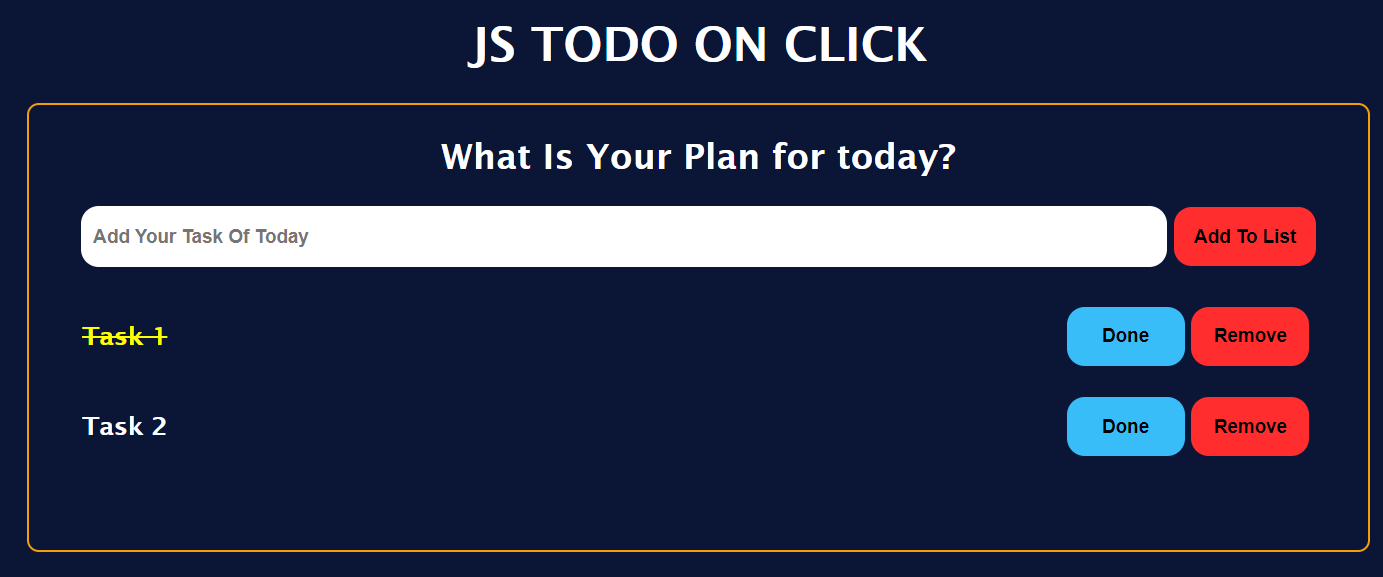 JS TODO ON CLICK
What Is Your Plan for today?
Add Your Task Of Today Add To List
Task 1 Done Remove
Task 2 Done Remove